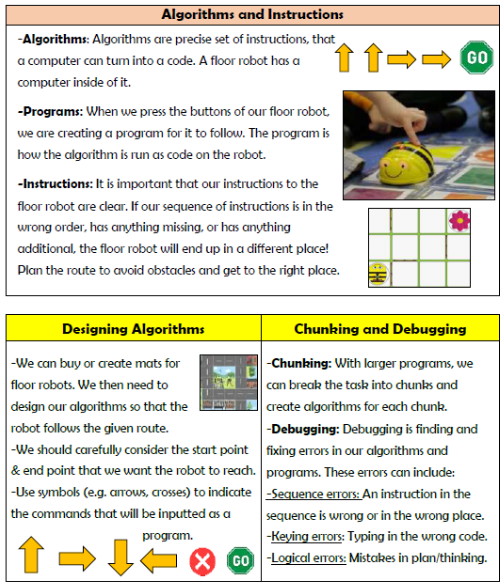 Algorithms and Instructions
-Algorithms: Algorithms are precise set of instructions, that
a computer can turn into a code. A floor robot has a
computer inside of it.
GO
-Programs: When we press the buttons of our floor robot,
we are creating a program for it to follow. The program is
how the algorithm is run as code on the robot.
-Instructions: It is important that our instructions to the
floor robot are clear. If our sequence of instructions is in the
wrong order, has anything missing, or has anything
additional, the floor robot will end up in a different place!
Plan the route to avoid obstacles and get to the right place.
Designing Algorithms
-We can buy or create mats for
floor robots. We then need to
design our algorithms so that the
robot follows the given route.
-We should carefully consider the start point
& end point that we want the robot to reach.
-Use symbols (e.g. arrows, crosses) to indicate
the commands that will be inputted as a
program.
GO
Chunking and Debugging
-Chunking: With larger programs, we
can break the task into chunks and
create algorithms for each chunk.
-Debugging: Debugging is finding and
fixing errors in our algorithms and
programs. These errors can include:
-Sequence errors: An instruction in the
sequence is wrong or in the wrong place.
-Keying errors: Typing in the wrong code.
-Logical errors: Mistakes in plan/thinking.